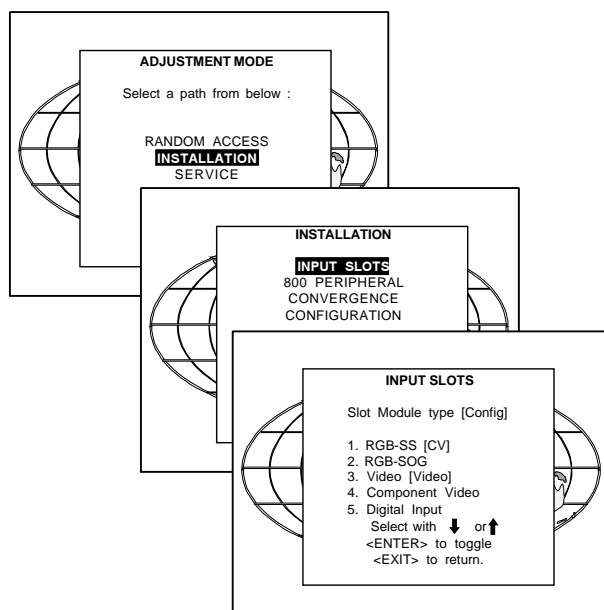 ADJUSTMENT MODE
Select a path from below :
RANDOM ACCESS
INSTALLATION
SERVICE
INSTALLATION
INPUT SLOTS
800 PERIPHERAL
CONVERGENCE
CONFIGURATION
INPUT SLOTS
Slot Module type [Config]
1. RGB-SS [CV]
2. RGB-SOG
3. Video [Video]
4. Component Video
5. Digital Input
Select with ⬇ or⬆
<ENTER> to toggle
<EXIT> to return.